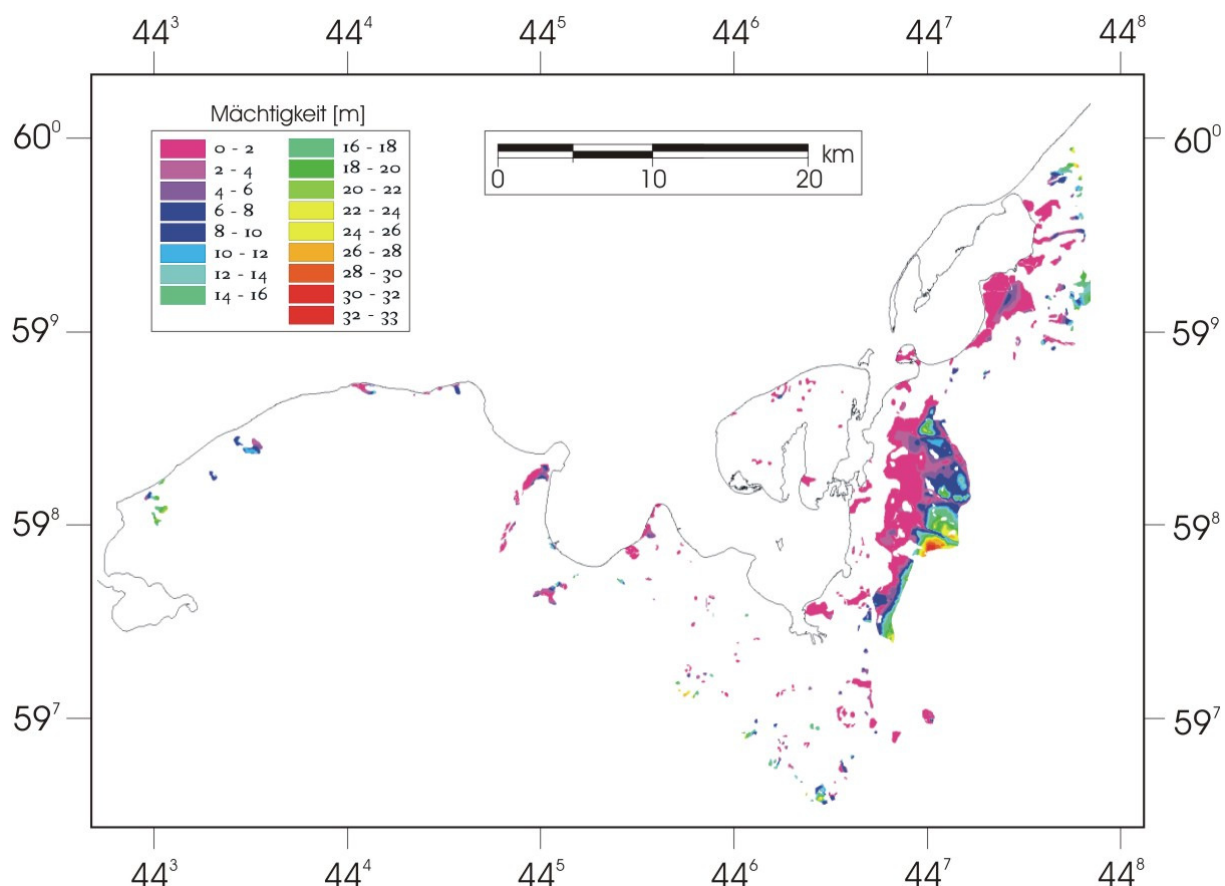 44³ 44⁴ 44⁵ 44⁶ 44⁷ 44⁸
Mächtigkeit [m]
0 - 2 16 - 18
2 - 4 18 - 20
4 - 6 20 - 22
6 - 8 22 - 24
8 - 10 24 - 26
10 - 12 26 - 28
12 - 14 28 - 30
14 - 16 30 - 32
32 - 33
km
0 10 20
60⁰ 60⁰
59⁹ 59⁹
59⁸ 59⁸
59⁷ 59⁷
44³ 44⁴ 44⁵ 44⁶ 44⁷ 44⁸